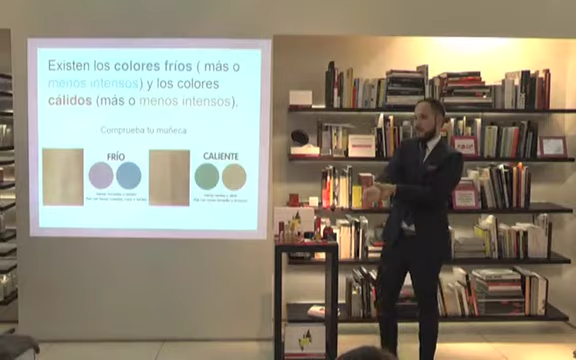 Existen los colores fríos ( más o
menos intensos) y los colores
cálidos (más o menos intensos).
Comprueba tu muñeca
FRÍO
CALIENTE